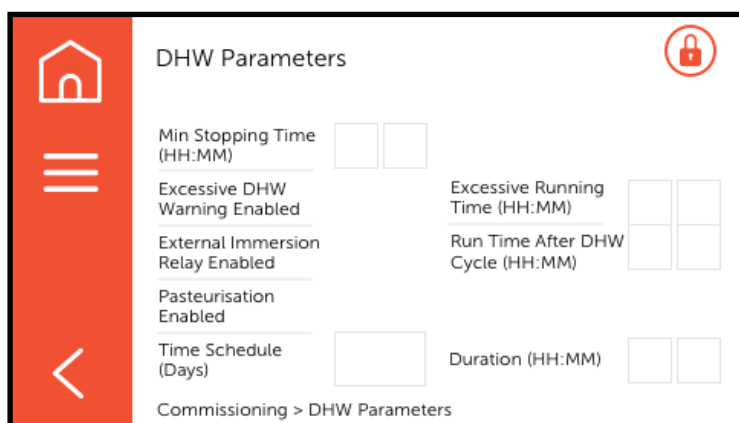 DHW Parameters
Min Stopping Time
(HH:MM)
Excessive DHW
Warning Enabled
Excessive Running
Time (HH:MM)
External Immersion
Relay Enabled
Run Time After DHW
Cycle (HH:MM)
Pasteurisation
Enabled
Time Schedule
(Days)
Duration (HH:MM)
Commissioning > DHW Parameters